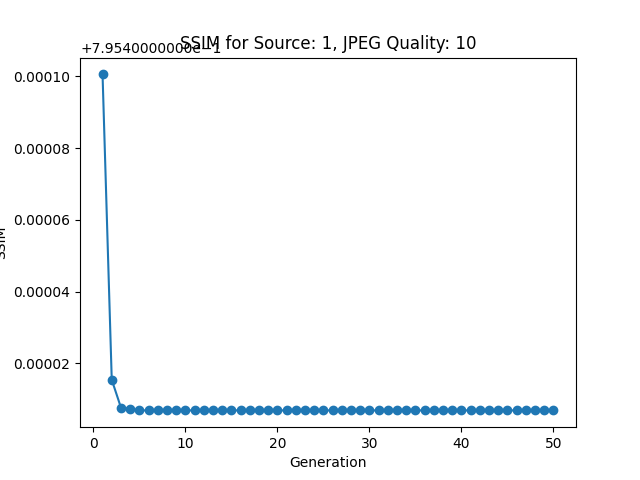 SSIM for Source: 1, JPEG Quality: 10
+7.9540000000e−1
0.00010
0.00008
0.00006
0.00004
0.00002
SSIM
0 10 20 30 40 50
Generation